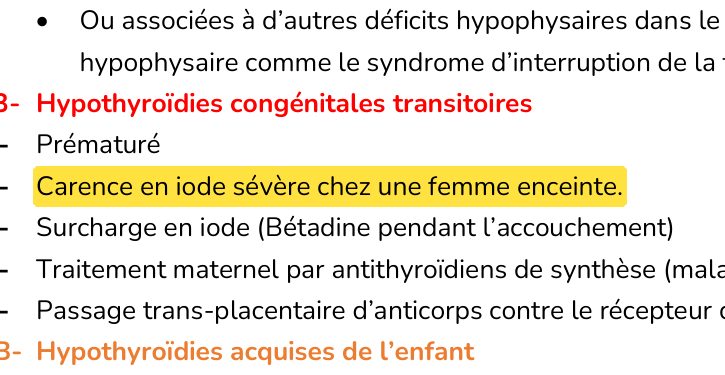 • Ou associées à d’autres déficits hypophysaires dans le
hypophysaire comme le syndrome d’interruption de la
B- Hypothyroïdies congénitales transitoires
- Prématuré
- Carence en iode sévère chez une femme enceinte.
- Surcharge en iode (Bétadine pendant l’accouchement)
- Traitement maternel par antithyroïdiens de synthèse
- Passage trans-placentaire d’anticorps contre le récepteur
B- Hypothyroïdies acquises de l’enfant